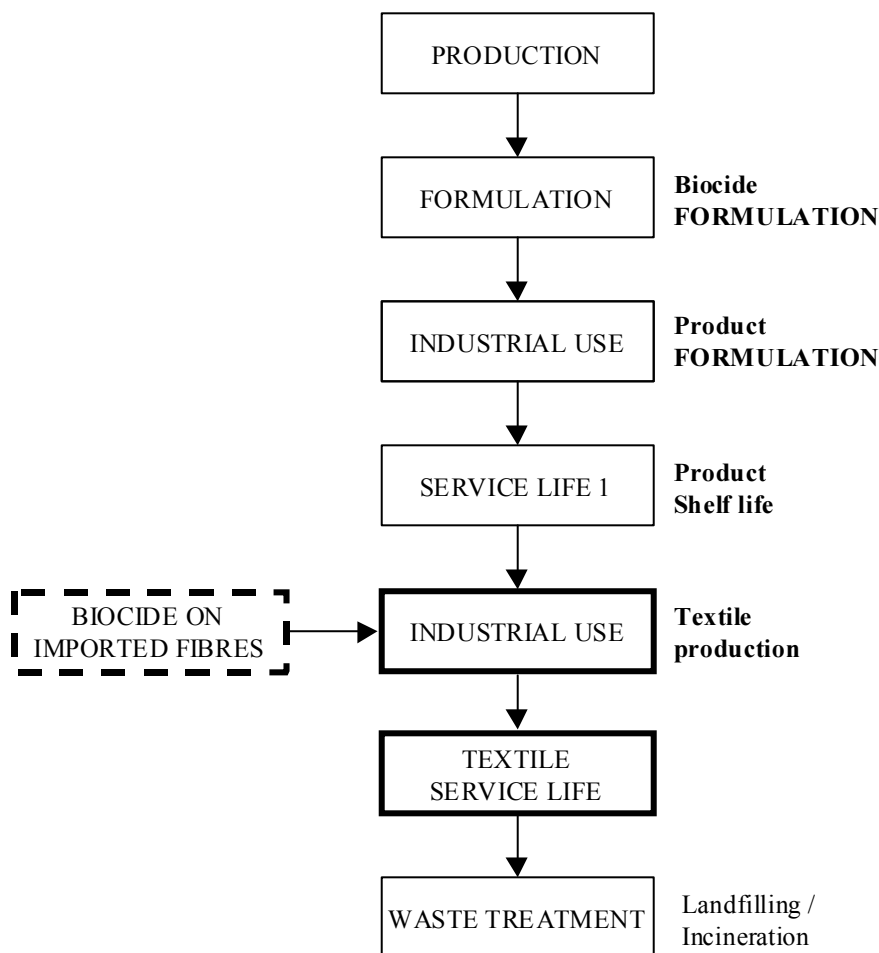 PRODUCTION
FORMULATION
Biocide
FORMULATION
INDUSTRIAL USE
Product
FORMULATION
SERVICE LIFE 1
Product
Shelf life
BIOCIDE ON
IMPORTED FIBRES
INDUSTRIAL USE
Textile
production
TEXTILE
SERVICE LIFE
WASTE TREATMENT
Landfilling /
Incineration